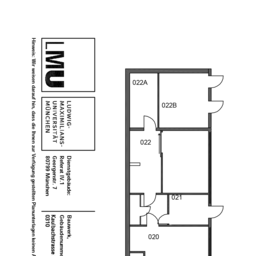 LMU
LUDWIG-
MAXIMILIANS-
UNIVERSITÄT
MÜNCHEN
Dienstgebäude:
Referat IV.1
Georgenstr. 7
80799 München
Bauwerk,
Gebäudenummer
Kaulbachstrasse
0310
Hinweis: Wir weisen darauf hin, dass die Ihnen zur Verfügung gestellten Planunterlagen keinen A
022A
022B
022
021
020